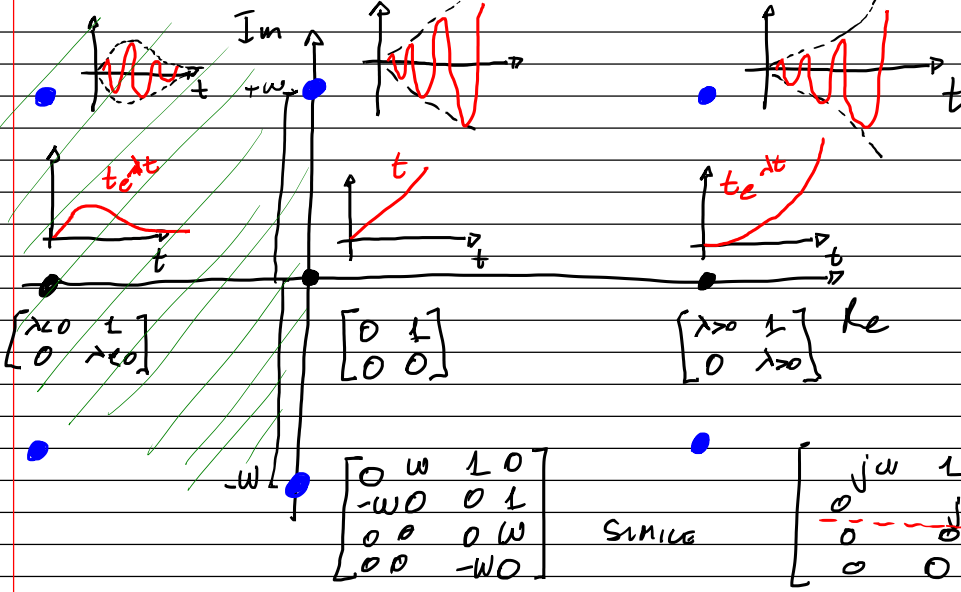 Im
t
+w
t
te^λt
t
te^λt
t
t
t
Re
[λ<0 1
0 λ<0]
[0 1
0 0]
[λ>0 1
0 λ>0]
-w
[0 w 1 0
-w 0 0 1
0 0 0 w
0 0 -w 0]
SIMILE
[jw 1
0 j
0 0
0 0